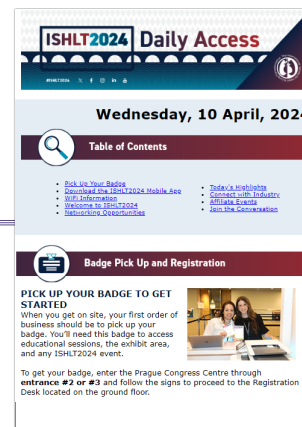 ISHLT2024 Daily Access
#ISHLT2024
Wednesday, 10 April, 202
Table of Contents
Pick Up Your Badge
Download the ISHLT2024 Mobile App
WiFi Information
Welcome to ISHLT2024
Networking Opportunities
Today's Highlights
Connect with Industry
Affiliate Events
Join the Conversation
Badge Pick Up and Registration
PICK UP YOUR BADGE TO GET
STARTED
When you get on site, your first order of
business should be to pick up your
badge. You'll need this badge to access
educational sessions, the exhibit area,
and any ISHLT2024 event.
To get your badge, enter the Prague Congress Centre through
entrance #2 or #3 and follow the signs to proceed to the Registration
Desk located on the ground floor.